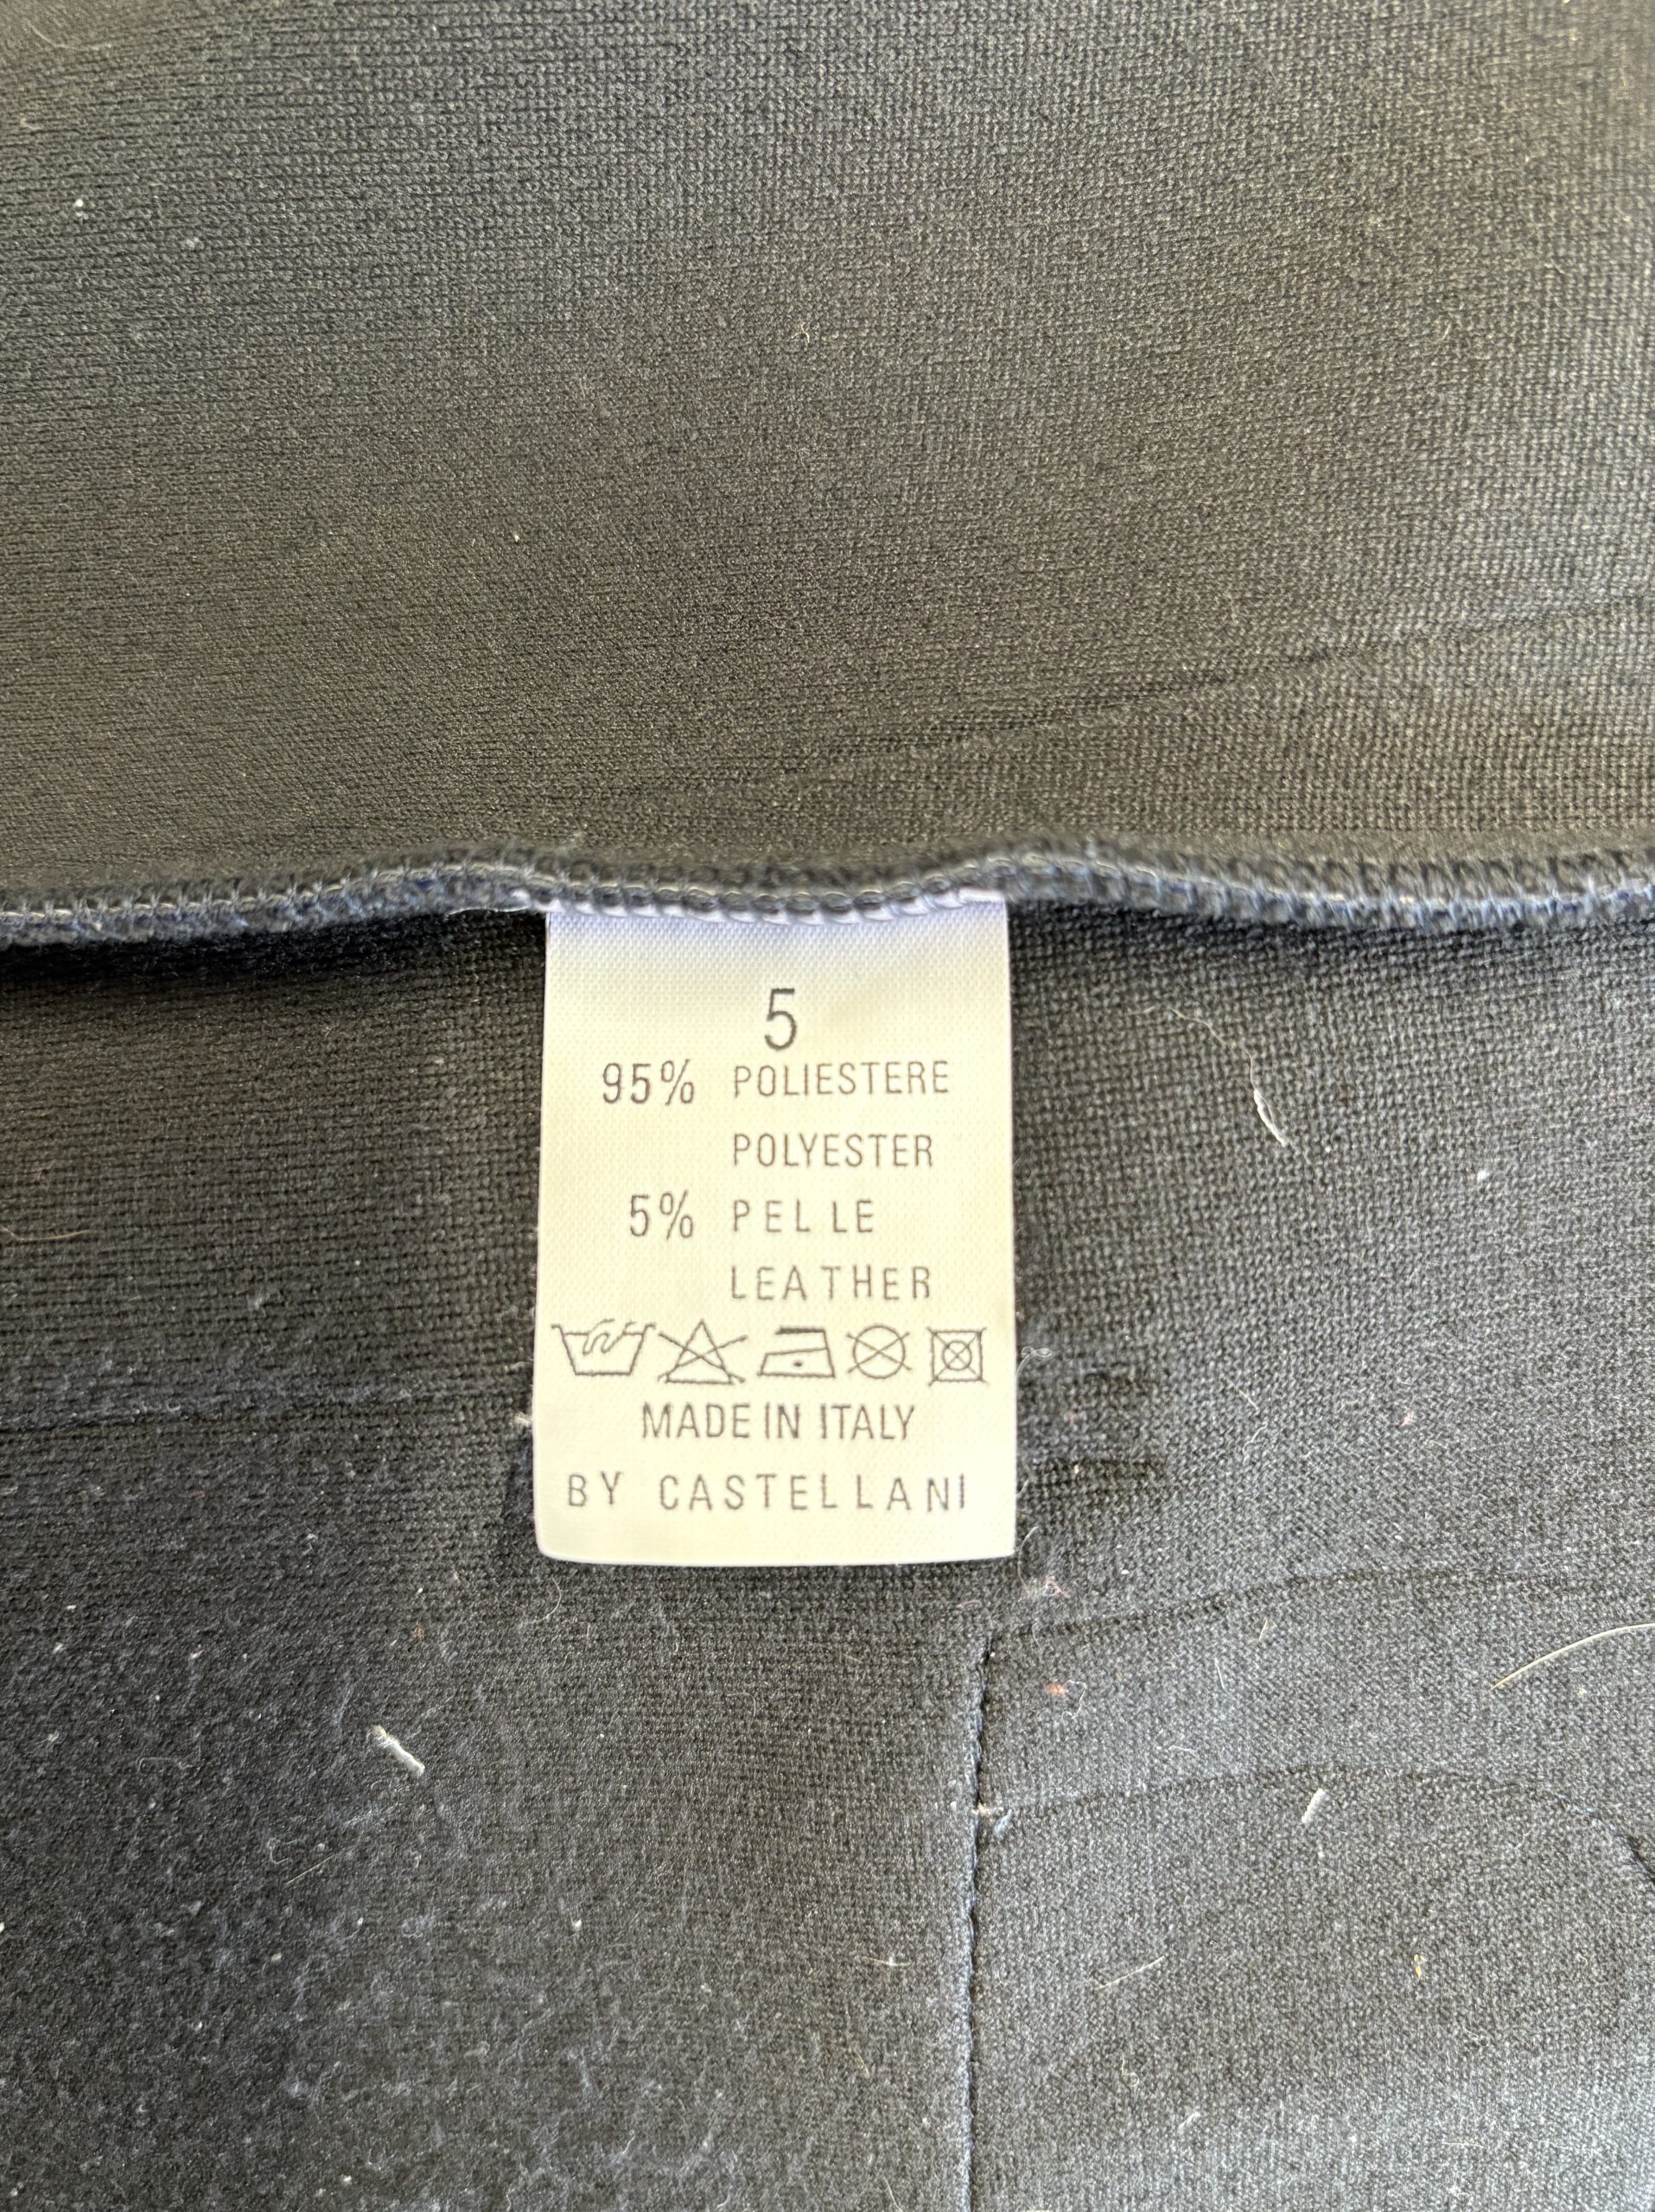 5
95% POLIESTERE
POLYESTER
5% PELLE
LEATHER
MADE IN ITALY
BY CASTELLANI